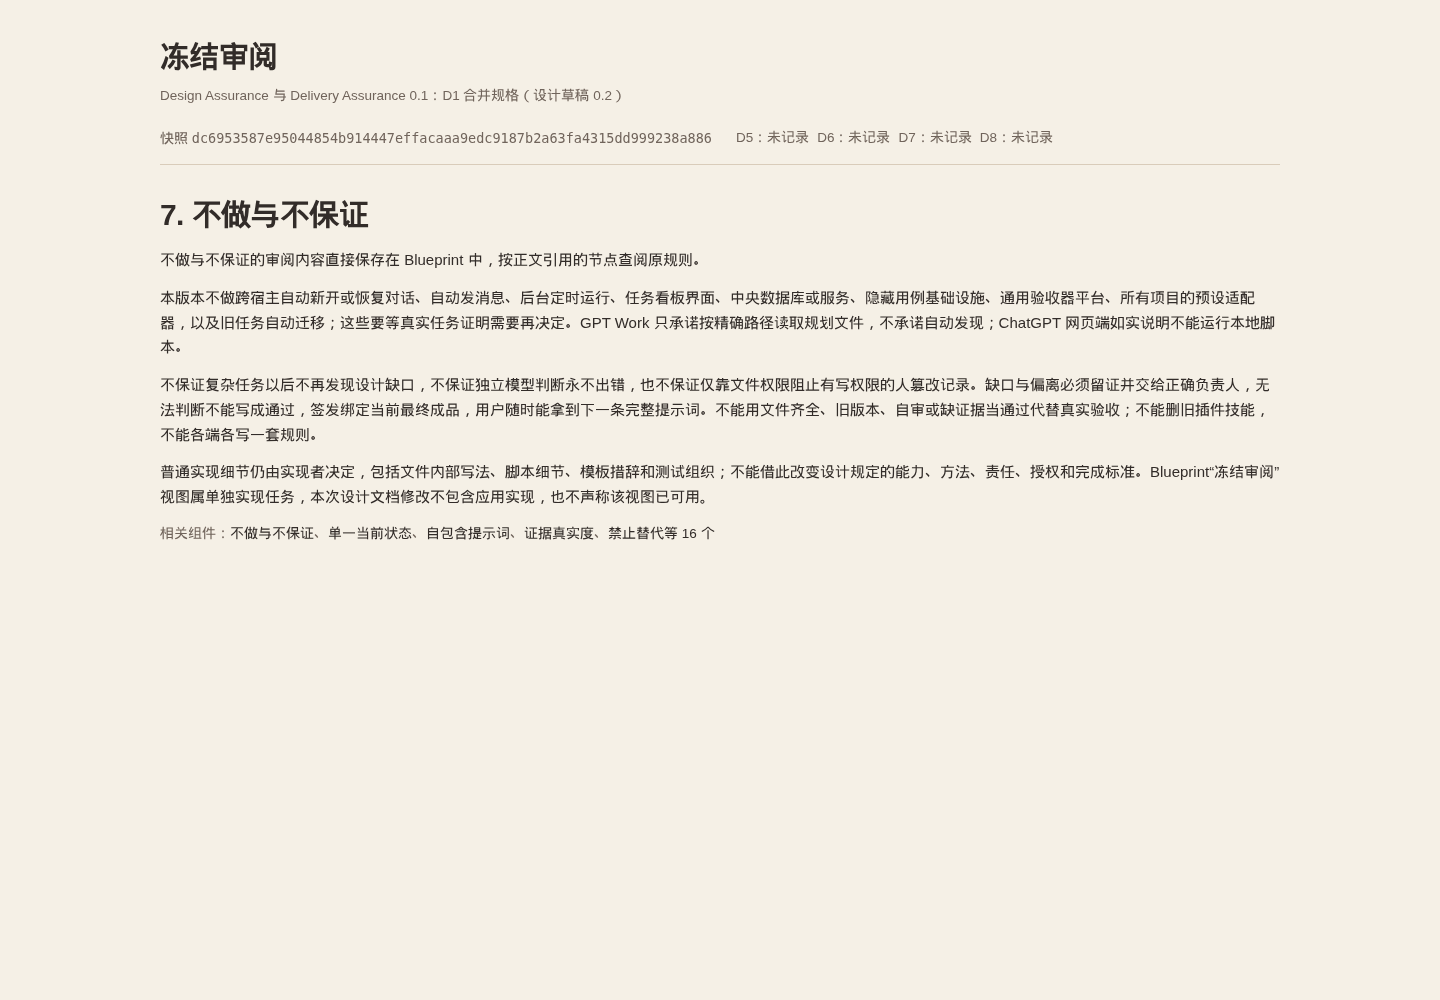 冻结审阅
Design Assurance 与 Delivery Assurance 0.1：D1 合并规格（设计草稿 0.2）
快照 dc6953587e95044854b914447effacaaa9edc9187b2a63fa4315dd999238a886 D5：未记录 D6：未记录 D7：未记录 D8：未记录
7. 不做与不保证
不做与不保证的审阅内容直接保存在 Blueprint 中，按正文引用的节点查阅原规则。
本版本不做跨宿主自动新开或恢复对话、自动发消息、后台定时运行、任务看板界面、中央数据库或服务、隐藏用例基础设施、通用验收器平台、所有项目的预设适配
器，以及旧任务自动迁移；这些要等真实任务证明需要再决定。GPT Work 只承诺按精确路径读取规划文件，不承诺自动发现；ChatGPT 网页端如实说明不能运行本地脚
本。
不保证复杂任务以后不再发现设计缺口，不保证独立模型判断永不出错，也不保证仅靠文件权限阻止有写权限的人篡改记录。缺口与偏离必须留证并交给正确负责人，无
法判断不能写成通过，签发绑定当前最终成品，用户随时能拿到下一条完整提示词。不能用文件齐全、旧版本、自审或缺证据当通过代替真实验收；不能删旧插件技能，
不能各端各写一套规则。
普通实现细节仍由实现者决定，包括文件内部写法、脚本细节、模板措辞和测试组织；不能借此改变设计规定的能力、方法、责任、授权和完成标准。Blueprint“冻结审阅”
视图属单独实现任务，本次设计文档修改不包含应用实现，也不声称该视图已可用。
相关组件：不做与不保证、单一当前状态、自包含提示词、证据真实度、禁止替代等 16 个